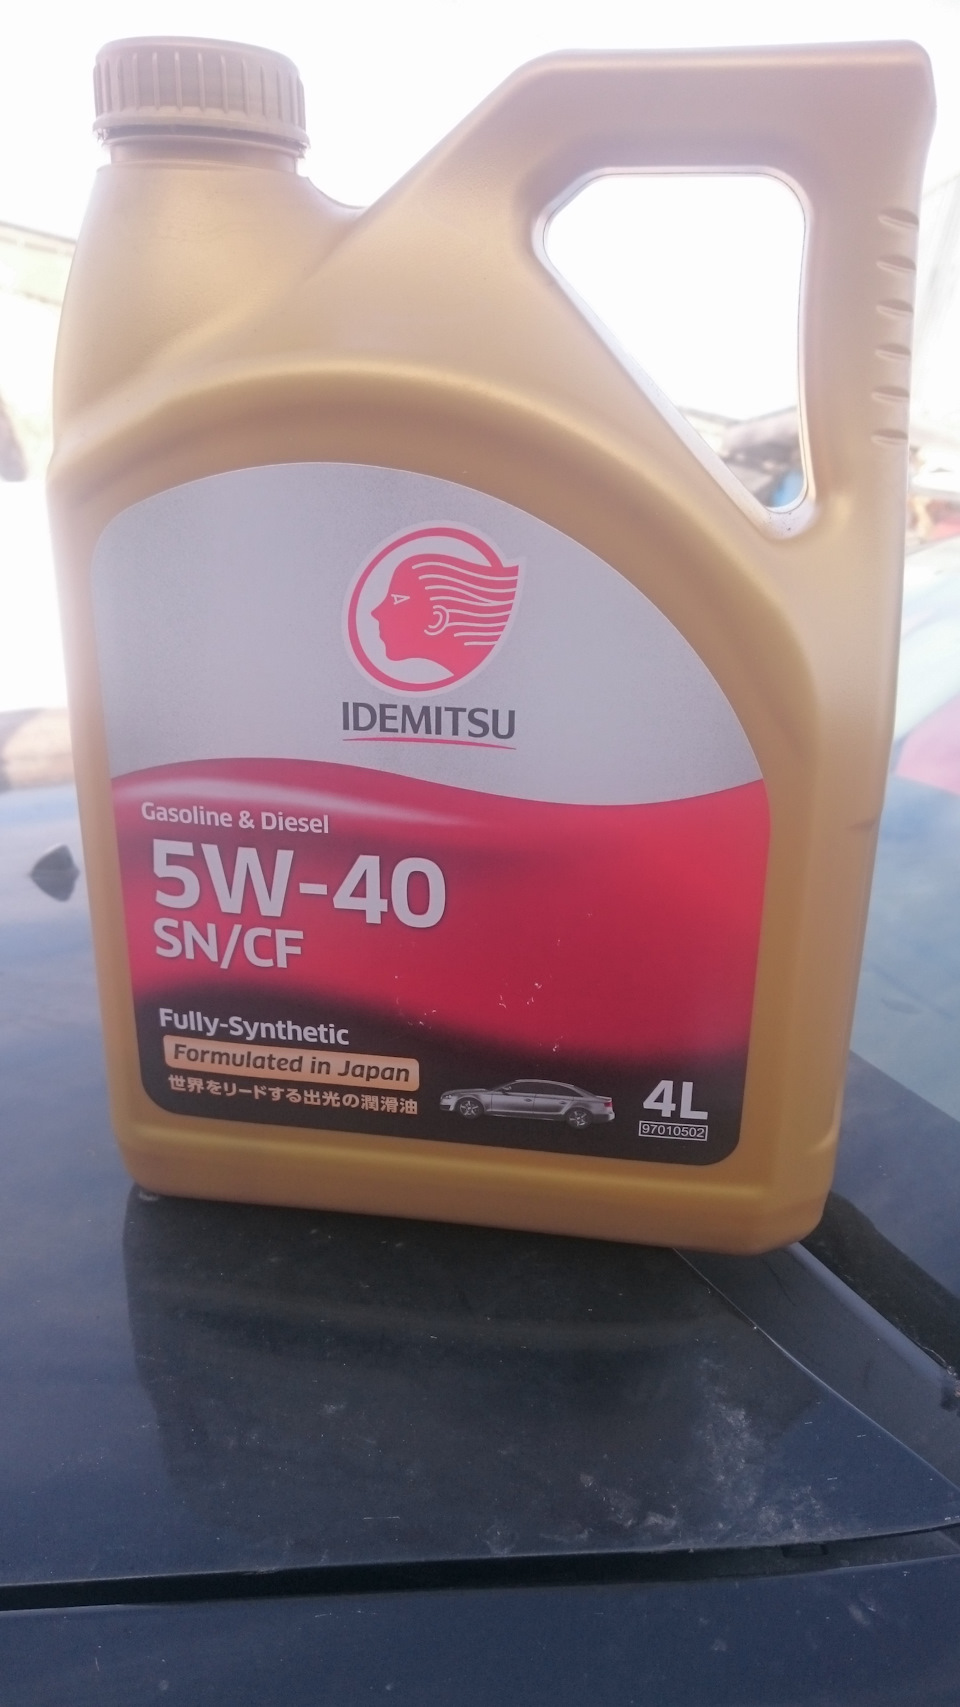 IDEMITSU
Gasoline & Diesel
5W-40
SN/CF
Fully-Synthetic
Formulated in Japan
世界をリードする出光の潤滑油
4L
97010502